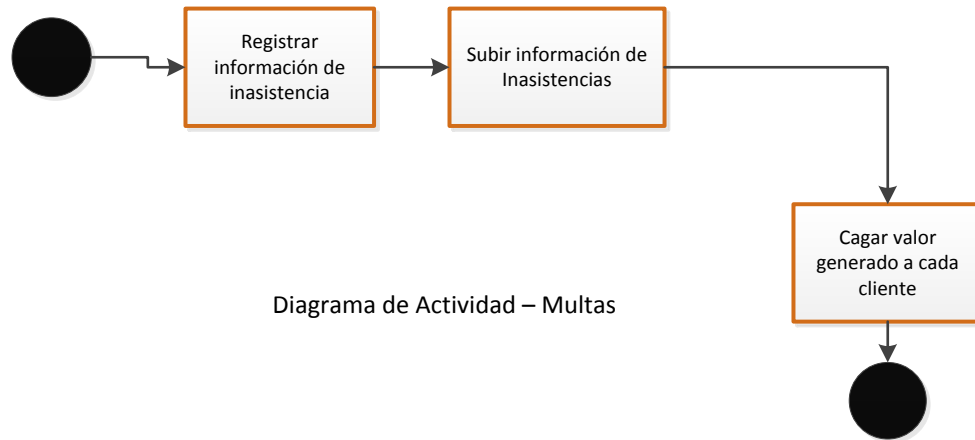 Registrar
información de
inasistencia
Subir información de
Inasistencias
Cagar valor
generado a cada
cliente
Diagrama de Actividad – Multas